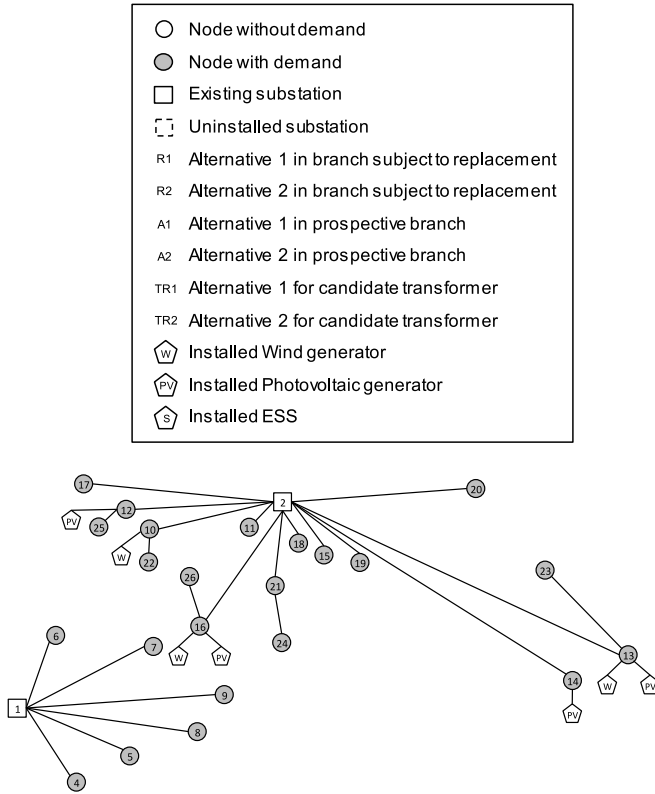 Node without demand
Node with demand
Existing substation
Uninstalled substation
R1 Alternative 1 in branch subject to replacement
R2 Alternative 2 in branch subject to replacement
A1 Alternative 1 in prospective branch
A2 Alternative 2 in prospective branch
TR1 Alternative 1 for candidate transformer
TR2 Alternative 2 for candidate transformer
W Installed Wind generator
PV Installed Photovoltaic generator
S Installed ESS
17
20
2
12
PV
25
10
11
18
15
19
W
22
23
26
21
16
24
6
7
W
PV
13
14
W
PV
PV
9
1
8
5
4